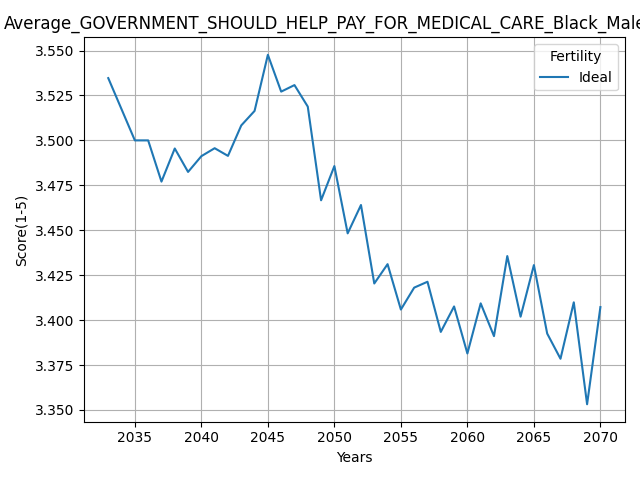 Average_GOVERNMENT_SHOULD_HELP_PAY_FOR_MEDICAL_CARE_Black_Male
Fertility
Ideal
3.550
3.525
3.500
3.475
3.450
3.425
3.400
3.375
3.350
Score(1-5)
2035 2040 2045 2050 2055 2060 2065 2070
Years